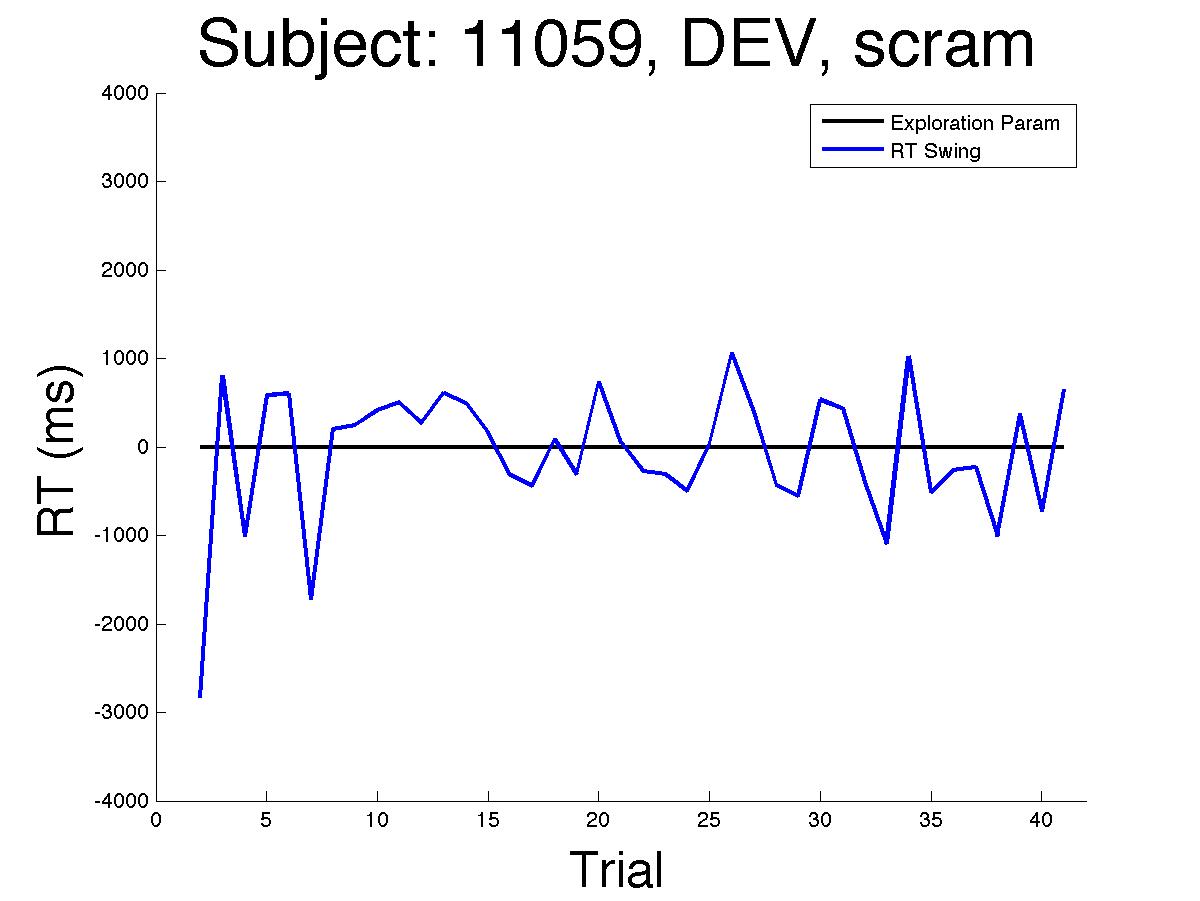 Subject: 11059, DEV, scram
4000
3000
2000
1000
0
-1000
-2000
-3000
-4000
RT (ms)
Exploration Param
RT Swing
0 5 10 15 20 25 30 35 40
Trial